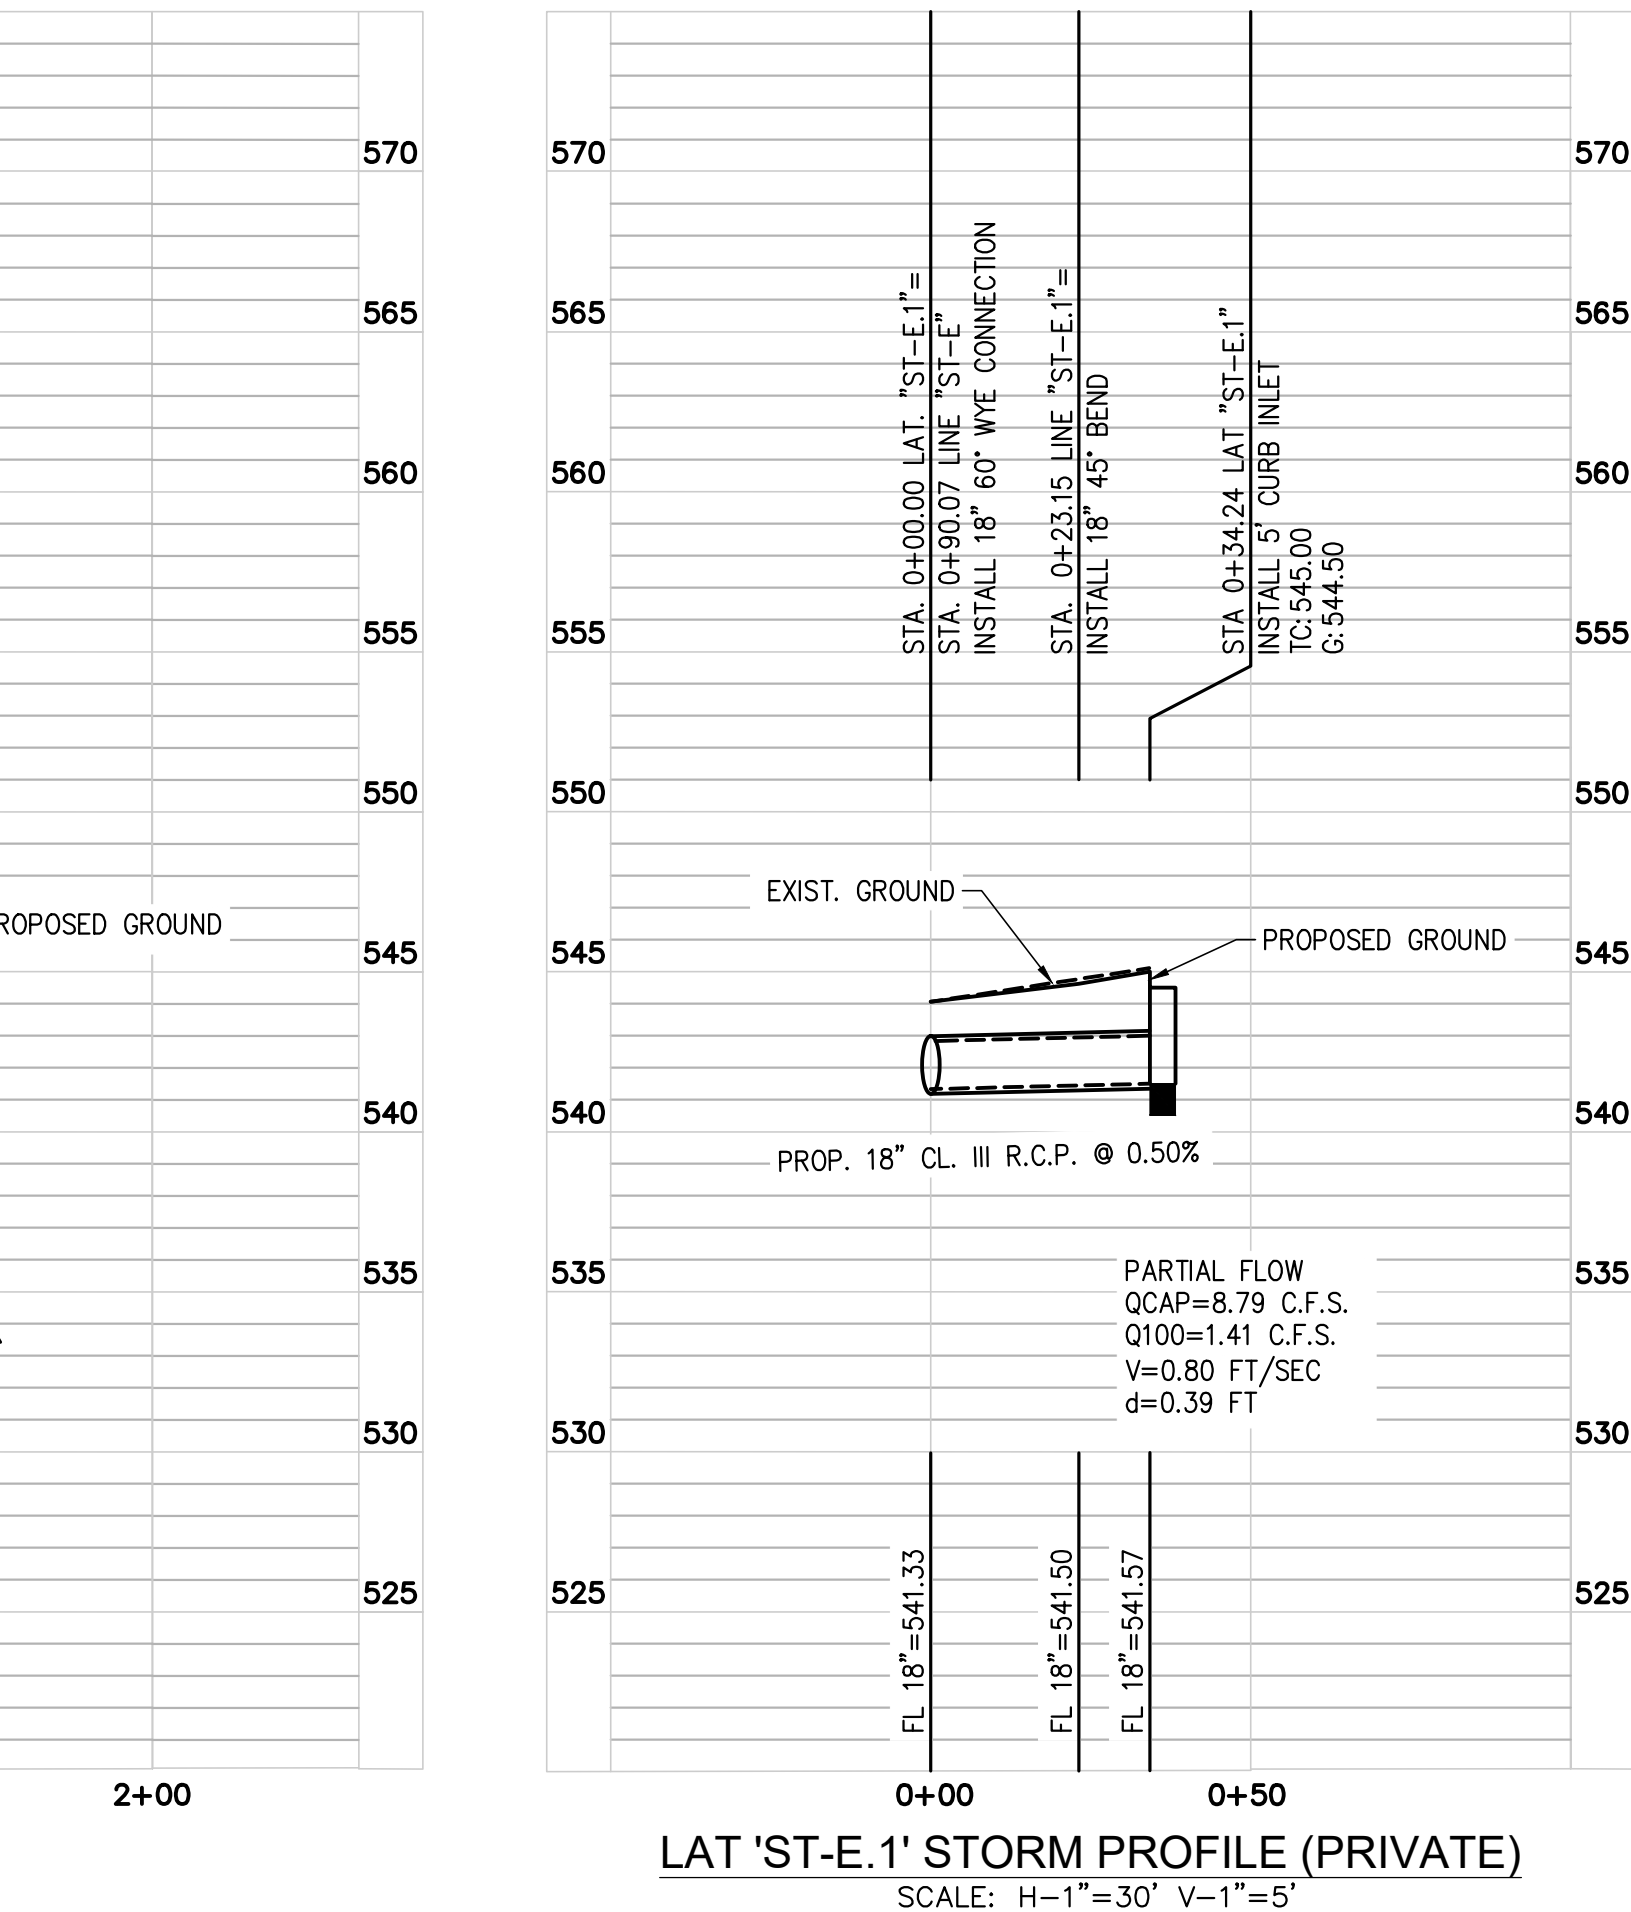 570
565
560
555
550
545
540
535
530
525
ROPOSED GROUND
2+00
570
565
560
555
550
545
540
535
530
525
STA. 0+00.00 LAT. "ST-E.1"=
STA. 0+90.07 LINE "ST-E"
INSTALL 18" 60° WYE CONNECTION
STA. 0+23.15 LINE "ST-E.1"=
INSTALL 18" 45° BEND
STA 0+34.24 LAT "ST-E.1"
INSTALL 5' CURB INLET
TC:545.00
G:544.50
EXIST. GROUND
PROPOSED GROUND
PROP. 18" CL. III R.C.P. @ 0.50%
PARTIAL FLOW
QCAP=8.79 C.F.S.
Q100=1.41 C.F.S.
V=0.80 FT/SEC
d=0.39 FT
FL 18"=541.33
FL 18"=541.50
FL 18"=541.57
570
565
560
555
550
545
540
535
530
525
0+00
0+50
LAT 'ST-E.1' STORM PROFILE (PRIVATE)
SCALE: H-1"=30' V-1"=5'